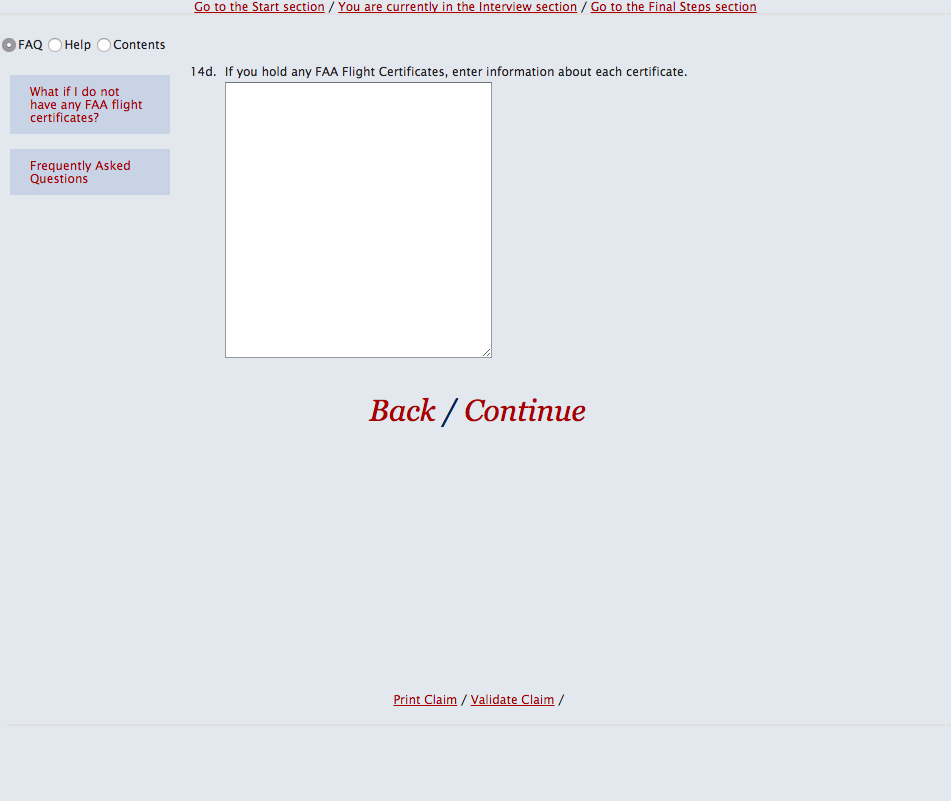 Go to the Start section / You are currently in the Interview section / Go to the Final Steps section
FAQ Help Contents
14d. If you hold any FAA Flight Certificates, enter information about each certificate.
What if I do not
have any FAA flight
certificates?
Frequently Asked
Questions
Back / Continue
Print Claim / Validate Claim /